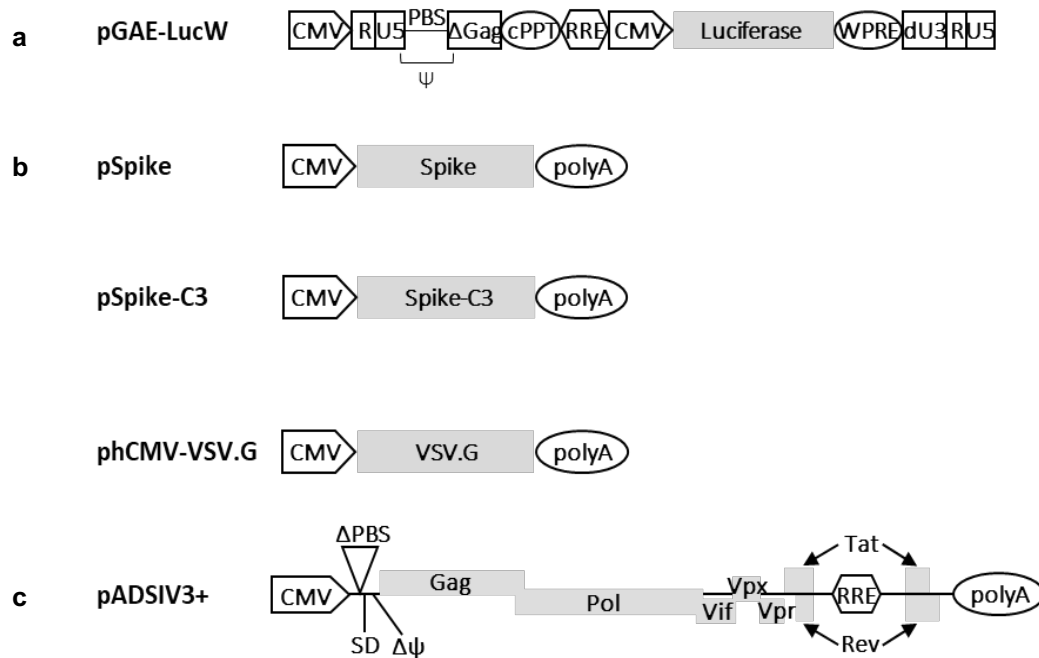 a pGAE-LucW CMV R U5 PBS ΔGag cPPT RRE CMV Luciferase WPRE dU3 R U5
Ψ
b pSpike CMV Spike polyA
pSpike-C3 CMV Spike-C3 polyA
phCMV-VSV.G CMV VSV.G polyA
ΔPBS Tat
c pADSIV3+ CMV Gag Pol Vif Vpx Vpr RRE polyA
SD Δψ Rev